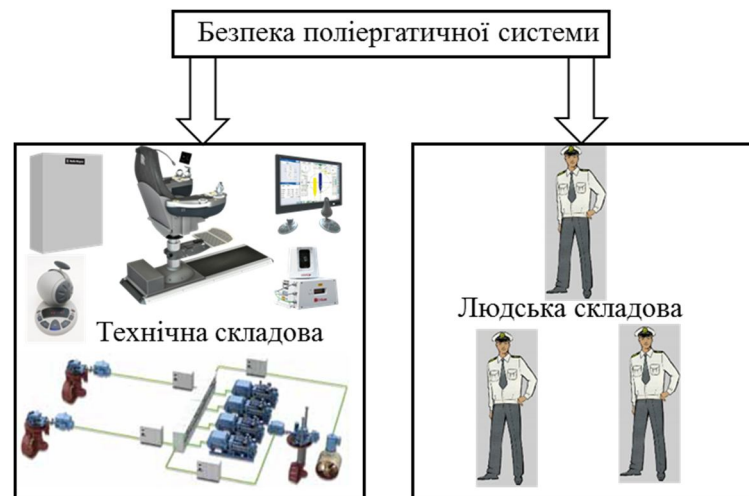 Безпека поліергатичної системи
Технічна складова
Людська складова